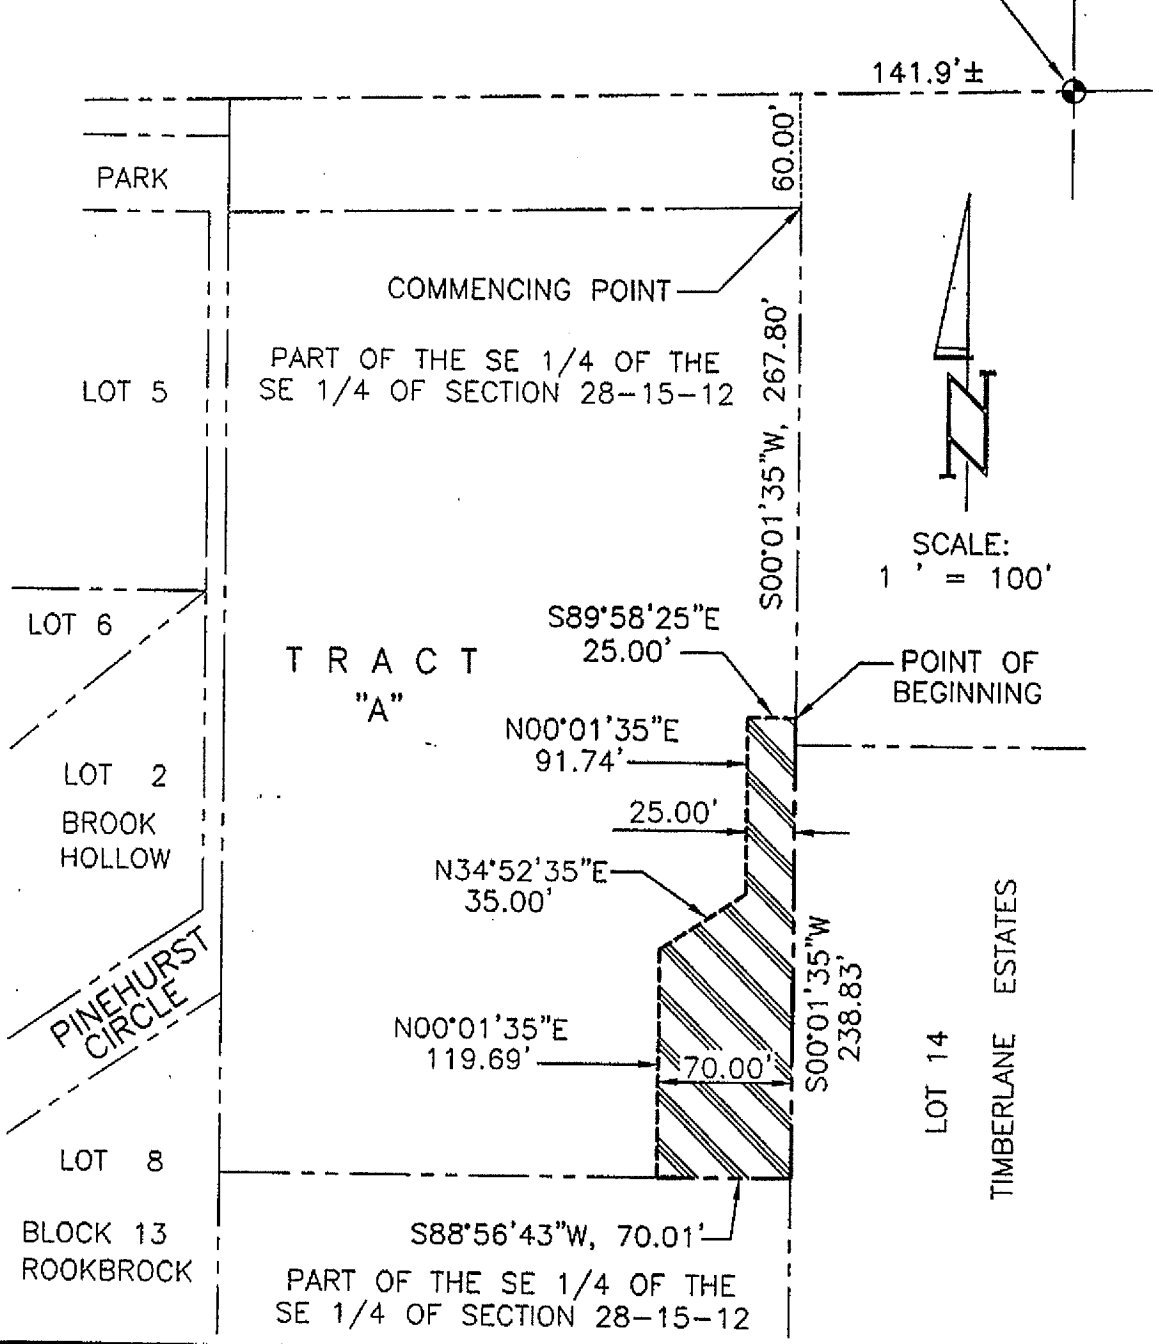 141.9'±
60.00'
PARK
COMMENCING POINT
PART OF THE SE 1/4 OF THE
SE 1/4 OF SECTION 28-15-12
LOT 5
S00°01'35"W, 267.80'
N
SCALE:
1 ' = 100'
LOT 6
S89°58'25"E
25.00'
TRACT
"A"
POINT OF
BEGINNING
N00°01'35"E
91.74'
LOT 2
BROOK
HOLLOW
25.00'
N34°52'35"E
35.00'
PINEHURST
CIRCLE
S00°01'35"W
238.83'
LOT 14
TIMBERLANE ESTATES
N00°01'35"E
119.69'
70.00'
LOT 8
BLOCK 13
ROOKBROCK
S88°56'43"W, 70.01'
PART OF THE SE 1/4 OF THE
SE 1/4 OF SECTION 28-15-12